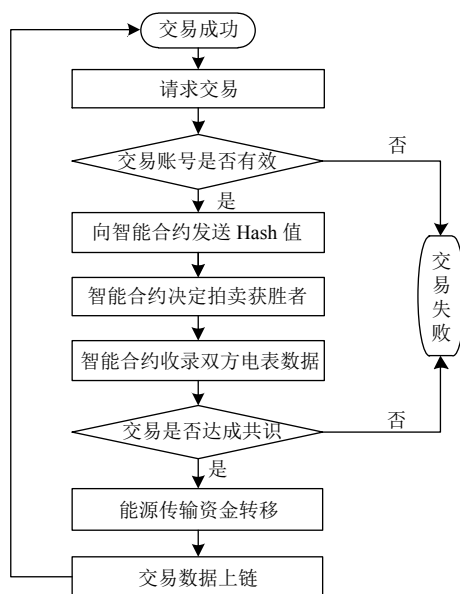 交易成功
请求交易
交易账号是否有效
否
是
向智能合约发送 Hash 值
智能合约决定拍卖获胜者
交易失败
智能合约收录双方电表数据
交易是否达成共识
否
是
能源传输资金转移
交易数据上链